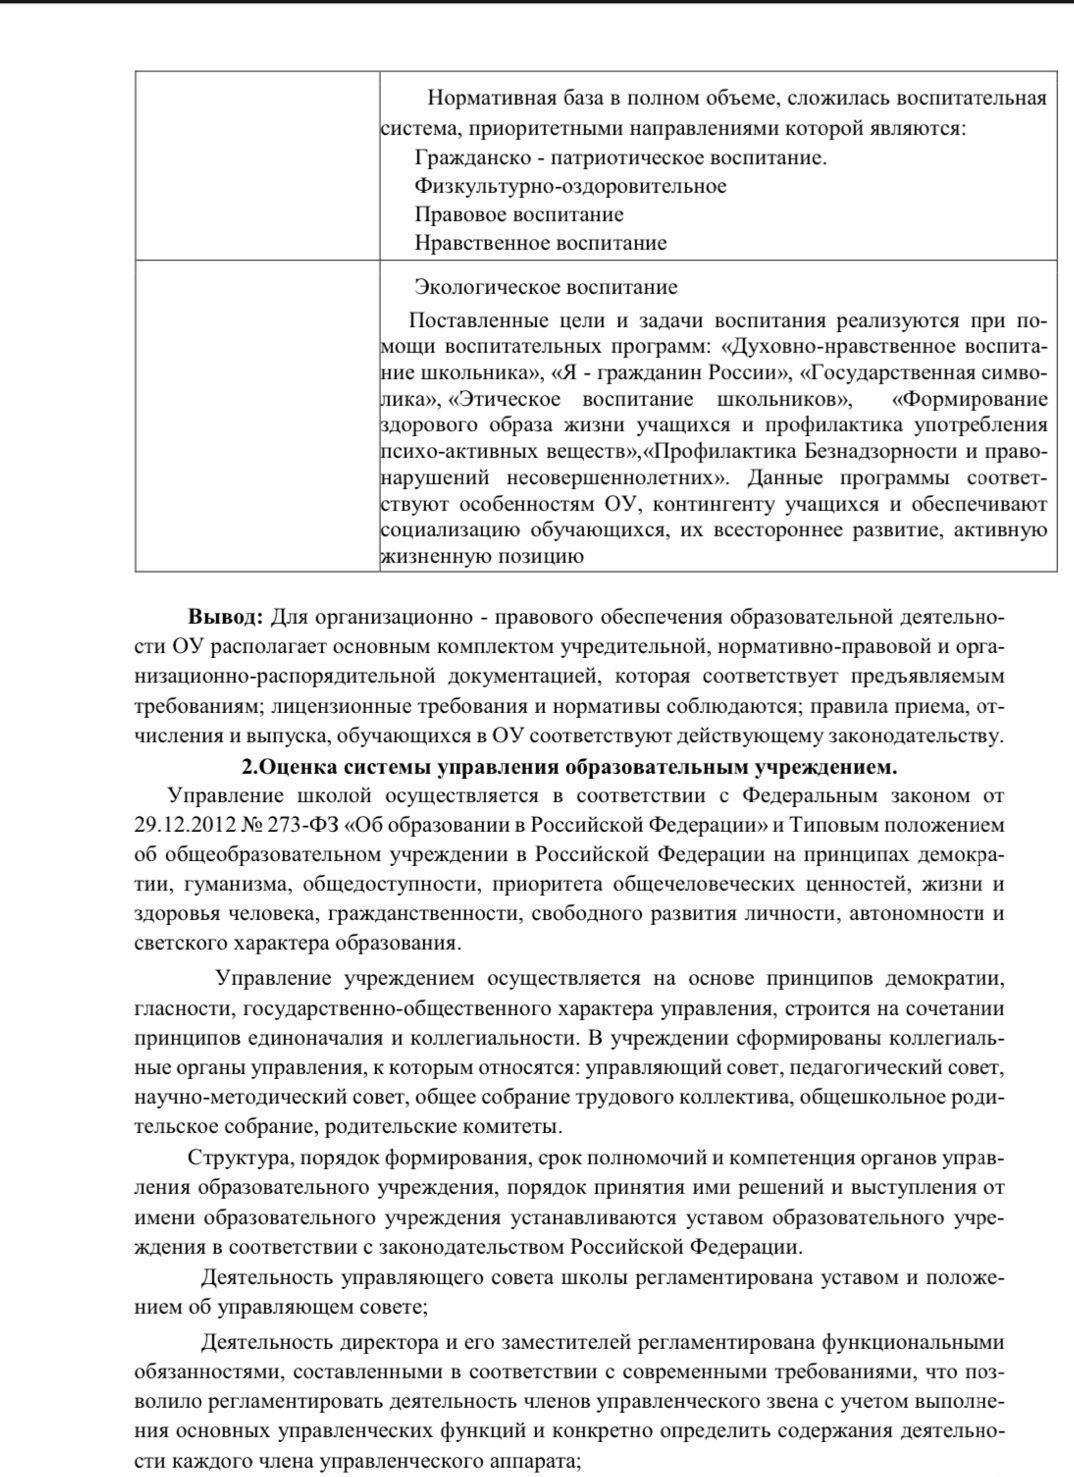 Нормативная база в полном объеме, сложилась воспитательная
система, приоритетными направлениями которой являются:
Гражданско - патриотическое воспитание.
Физкультурно-оздоровительное
Правовое воспитание
Нравственное воспитание
Экологическое воспитание
Поставленные цели и задачи воспитания реализуются при по-
мощи воспитательных программ: «Духовно-нравственное воспита-
ние школьника», «Я - гражданин России», «Государственная симво-
лика», «Этическое воспитание школьников», «Формирование
здорового образа жизни учащихся и профилактика употребления
психо-активных веществ»,«Профилактика Безнадзорности и право-
нарушений несовершеннолетних». Данные программы соответ-
ствуют особенностям ОУ, контингенту учащихся и обеспечивают
социализацию обучающихся, их всестороннее развитие, активную
жизненную позицию
Вывод: Для организационно - правового обеспечения образовательной деятельно-
сти ОУ располагает основным комплектом учредительной, нормативно-правовой и орга-
низационно-распорядительной документацией, которая соответствует предъявляемым
требованиям; лицензионные требования и нормативы соблюдаются; правила приема, от-
числения и выпуска, обучающихся в ОУ соответствуют действующему законодательству.
2.Оценка системы управления образовательным учреждением.
Управление школой осуществляется в соответствии с Федеральным законом от
29.12.2012 № 273-ФЗ «Об образовании в Российской Федерации» и Типовым положением
об общеобразовательном учреждении в Российской Федерации на принципах демокра-
тии, гуманизма, общедоступности, приоритета общечеловеческих ценностей, жизни и
здоровья человека, гражданственности, свободного развития личности, автономности и
светского характера образования.
Управление учреждением осуществляется на основе принципов демократии,
гласности, государственно-общественного характера управления, строится на сочетании
принципов единоначалия и коллегиальности. В учреждении сформированы коллегиаль-
ные органы управления, к которым относятся: управляющий совет, педагогический совет,
научно-методический совет, общее собрание трудового коллектива, общешкольное роди-
тельское собрание, родительские комитеты.
Структура, порядок формирования, срок полномочий и компетенция органов управ-
ления образовательного учреждения, порядок принятия ими решений и выступления от
имени образовательного учреждения устанавливаются уставом образовательного учре-
ждения в соответствии с законодательством Российской Федерации.
Деятельность управляющего совета школы регламентирована уставом и положе-
нием об управляющем совете;
Деятельность директора и его заместителей регламентирована функциональными
обязанностями, составленными в соответствии с современными требованиями, что поз-
волило регламентировать деятельность членов управленческого звена с учетом выполне-
ния основных управленческих функций и конкретно определить содержания деятельно-
сти каждого члена управленческого аппарата;